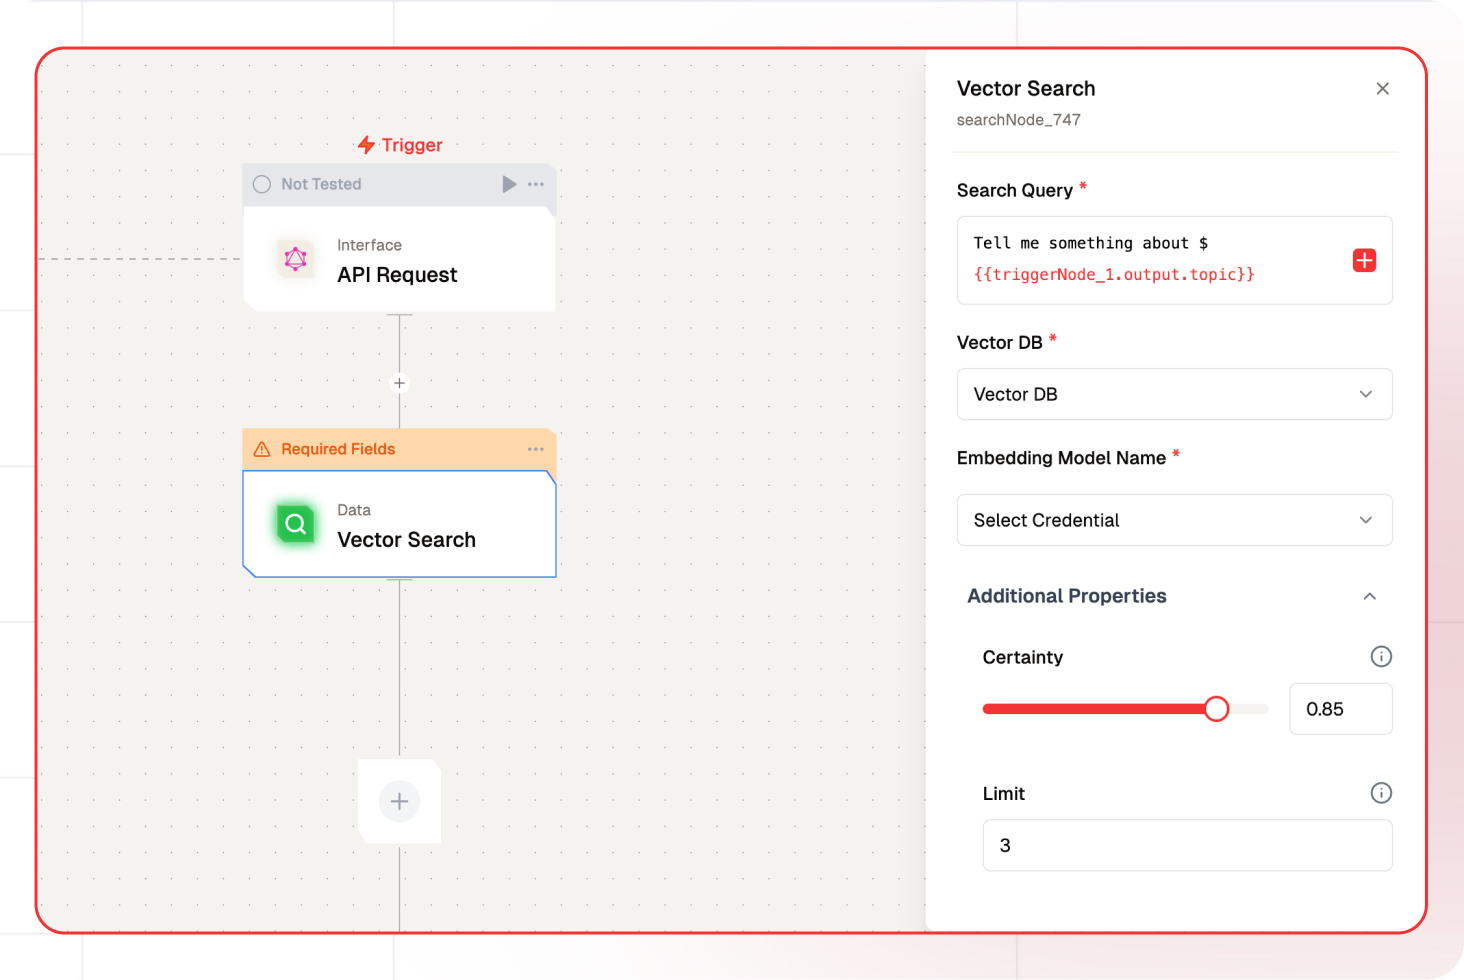 Trigger
Not Tested
Interface
API Request
Required Fields
Data
Vector Search
Vector Search
searchNode_747
Search Query *
Tell me something about $
{{triggerNode_1.output.topic}}
Vector DB *
Vector DB
Embedding Model Name *
Select Credential
Additional Properties
Certainty
0.85
Limit
3